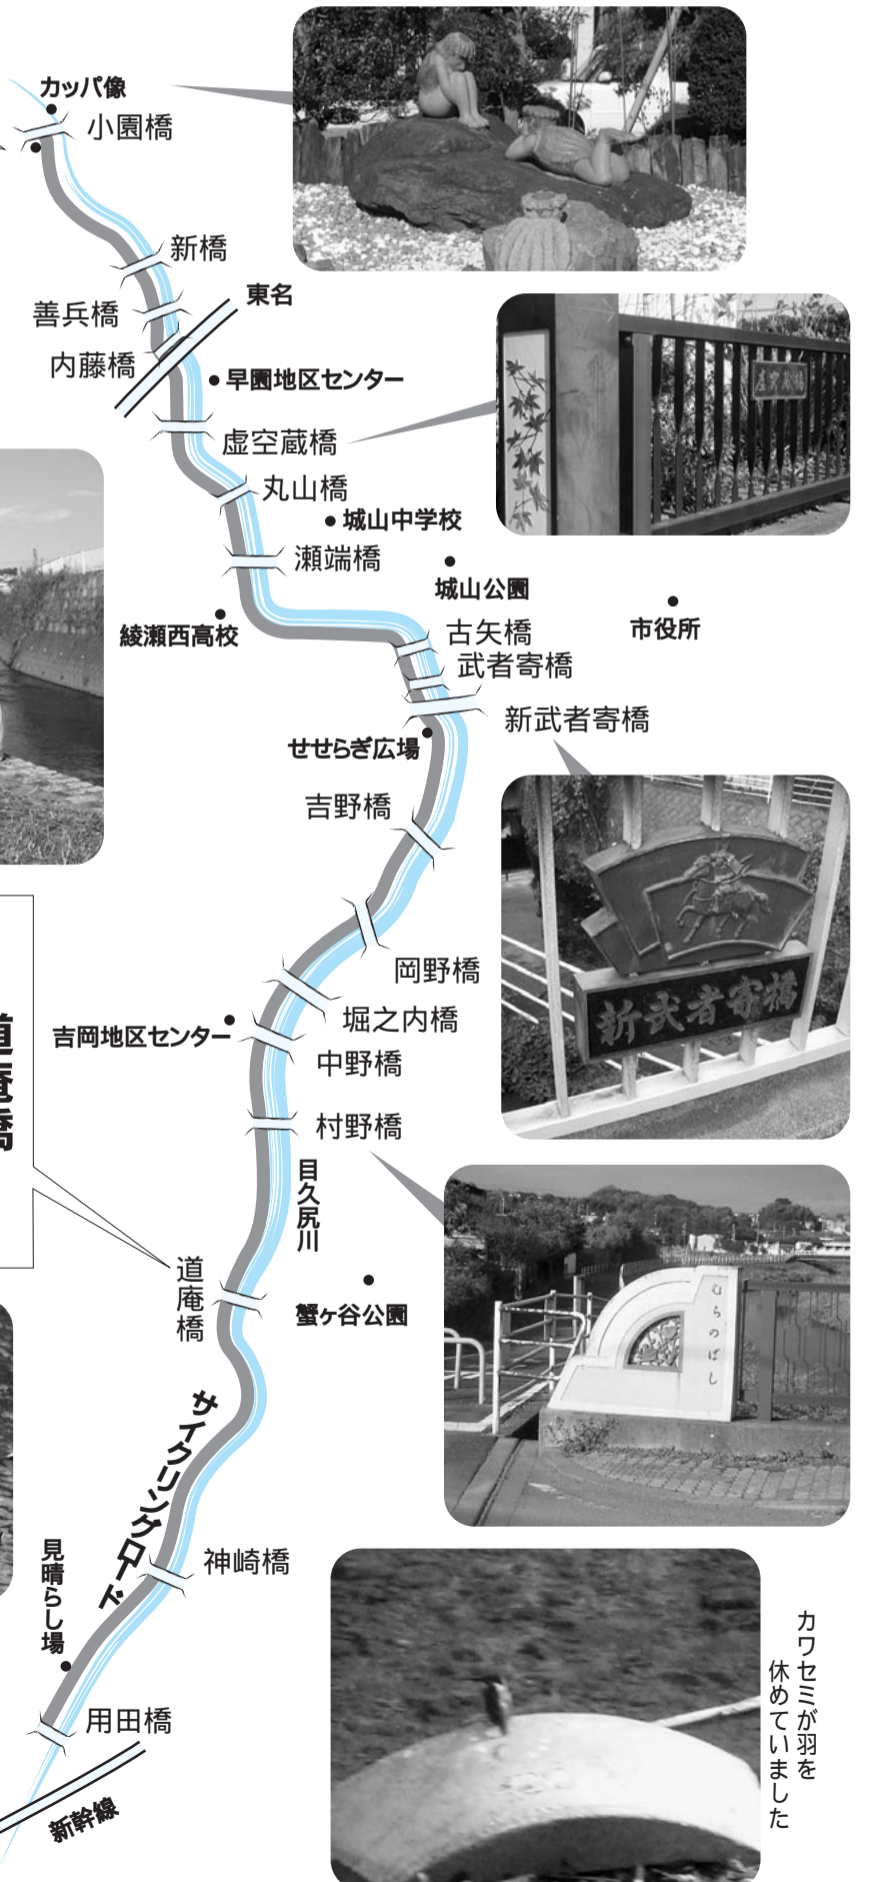 カッパ像
小園橋
新橋
東名
善兵橋
内藤橋
早園地区センター
虚空蔵橋
丸山橋
城山中学校
瀬端橋
城山公園
市役所
綾瀬西高校
古矢橋
武者寄橋
新武者寄橋
せせらぎ広場
吉野橋
岡野橋
堀之内橋
吉岡地区センター
中野橋
新武者寄橋
村野橋
道庵橋
目久尻川
道庵橋
蟹ヶ谷公園
むらのばし
サイクリングロード
神崎橋
見晴らし場
用田橋
新幹線
カワセミが羽を
休めていました